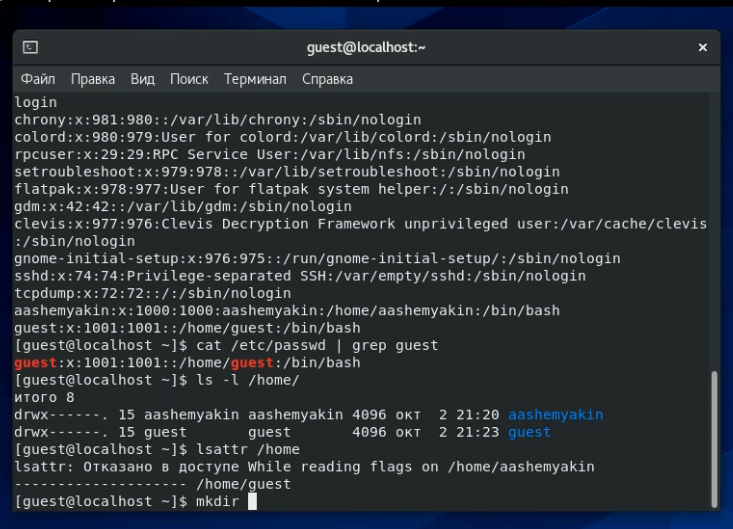 guest@localhost:~
Файл Правка Вид Поиск Терминал Справка
login
chrony:x:981:980::/var/lib/chrony:/sbin/nologin
colord:x:980:979:User for colord:/var/lib/colord:/sbin/nologin
rpcuser:x:29:29:RPC Service User:/var/lib/nfs:/sbin/nologin
setroubleshoot:x:979:978::/var/lib/setroubleshoot:/sbin/nologin
flatpak:x:978:977:User for flatpak system helper:/:/sbin/nologin
gdm:x:42:42::/var/lib/gdm:/sbin/nologin
clevis:x:977:976:Clevis Decryption Framework unprivileged user:/var/cache/clevis
:/sbin/nologin
gnome-initial-setup:x:976:975::/run/gnome-initial-setup/:/sbin/nologin
sshd:x:74:74:Privilege-separated SSH:/var/empty/sshd:/sbin/nologin
tcpdump:x:72:72::/:/sbin/nologin
aashemyakin:x:1000:1000:aashemyakin:/home/aashemyakin:/bin/bash
guest:x:1001:1001::/home/guest:/bin/bash
[guest@localhost ~]$ cat /etc/passwd | grep guest
guest:x:1001:1001::/home/guest:/bin/bash
[guest@localhost ~]$ ls -l /home/
итого 8
drwx------. 15 aashemyakin aashemyakin 4096 окт  2 21:20 aashemyakin
drwx------. 15 guest       guest       4096 окт  2 21:23 guest
[guest@localhost ~]$ lsattr /home
lsattr: Отказано в доступе While reading flags on /home/aashemyakin
-------------------- /home/guest
[guest@localhost ~]$ mkdir